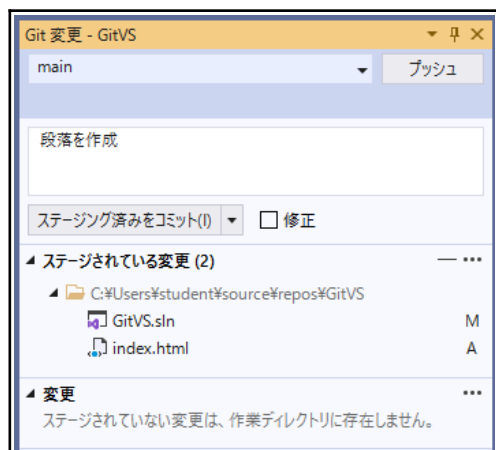 Git 変更 - GitVS
main
プッシュ
段落を作成
ステージング済みをコミット(I)
修正
ステージされている変更 (2)
C:¥Users¥student¥source¥repos¥GitVS
GitVS.sln M
index.html A
変更
ステージされていない変更は、作業ディレクトリに存在しません。